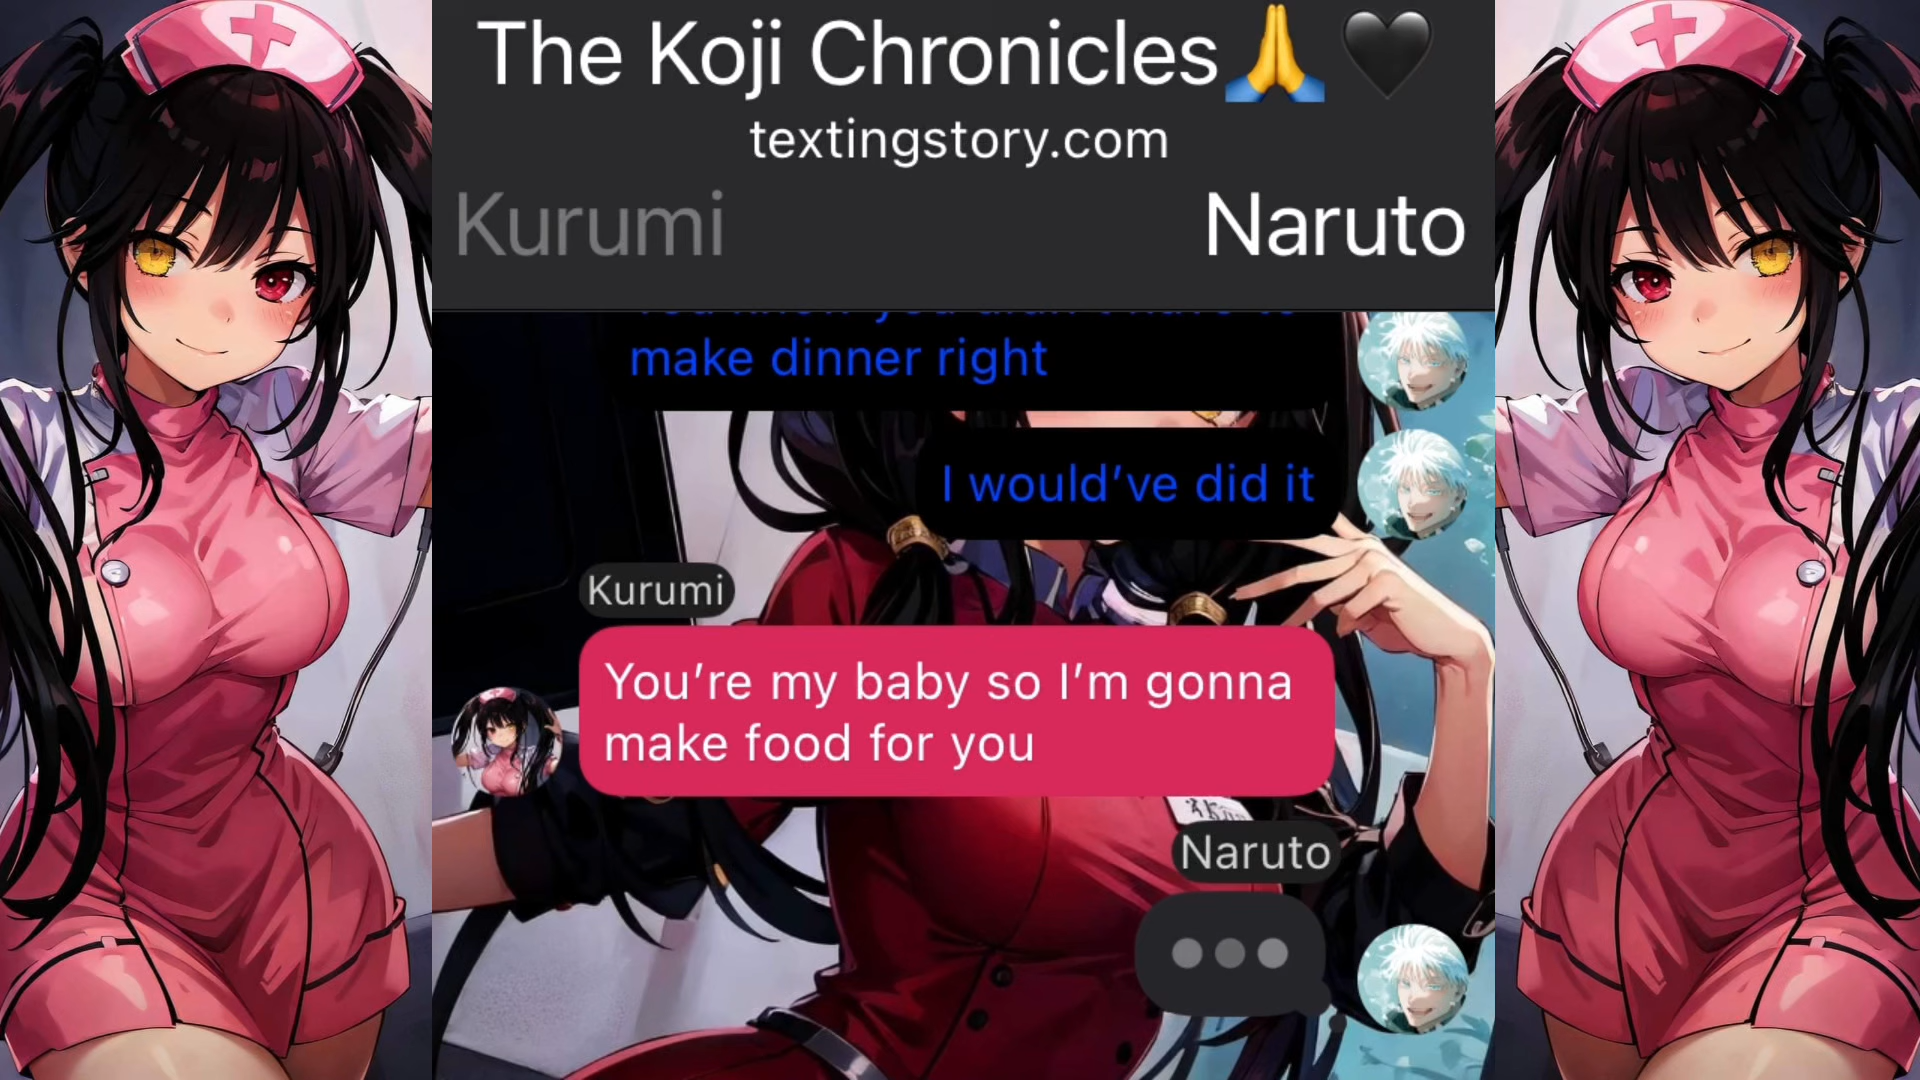 The Koji Chronicles🙏🖤
textingstory.com
Kurumi
Naruto
make dinner right
I would’ve did it
Kurumi
You’re my baby so I’m gonna
make food for you
Naruto